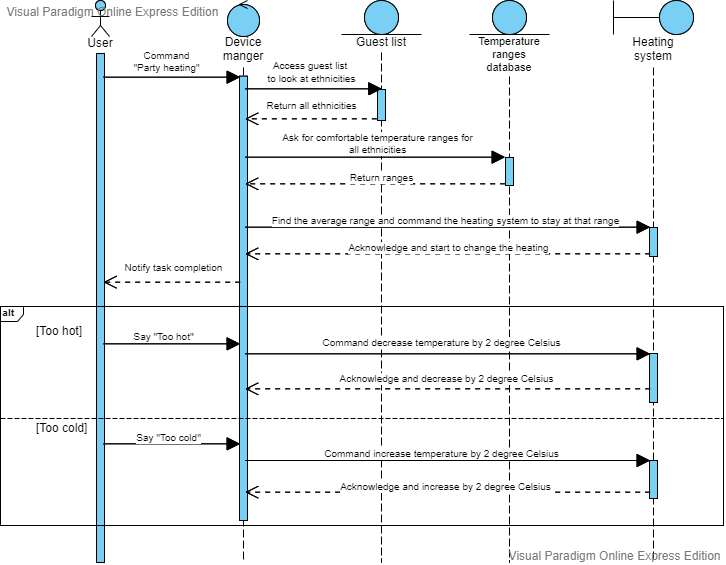 Visual Paradigm Online Express Edition
User
Device
manger
Guest list
Temperature
ranges
database
Heating
system
Command
"Party heating"
Access guest list
to look at ethnicities
Return all ethnicities
Ask for comfortable temperature ranges for
all ethnicities
Return ranges
Find the average range and command the heating system to stay at that range
Acknowledge and start to change the heating
Notify task completion
alt
[Too hot]
Say "Too hot"
Command decrease temperature by 2 degree Celsius
Acknowledge and decrease by 2 degree Celsius
[Too cold]
Say "Too cold"
Command increase temperature by 2 degree Celsius
Acknowledge and increase by 2 degree Celsius
Visual Paradigm Online Express Edition